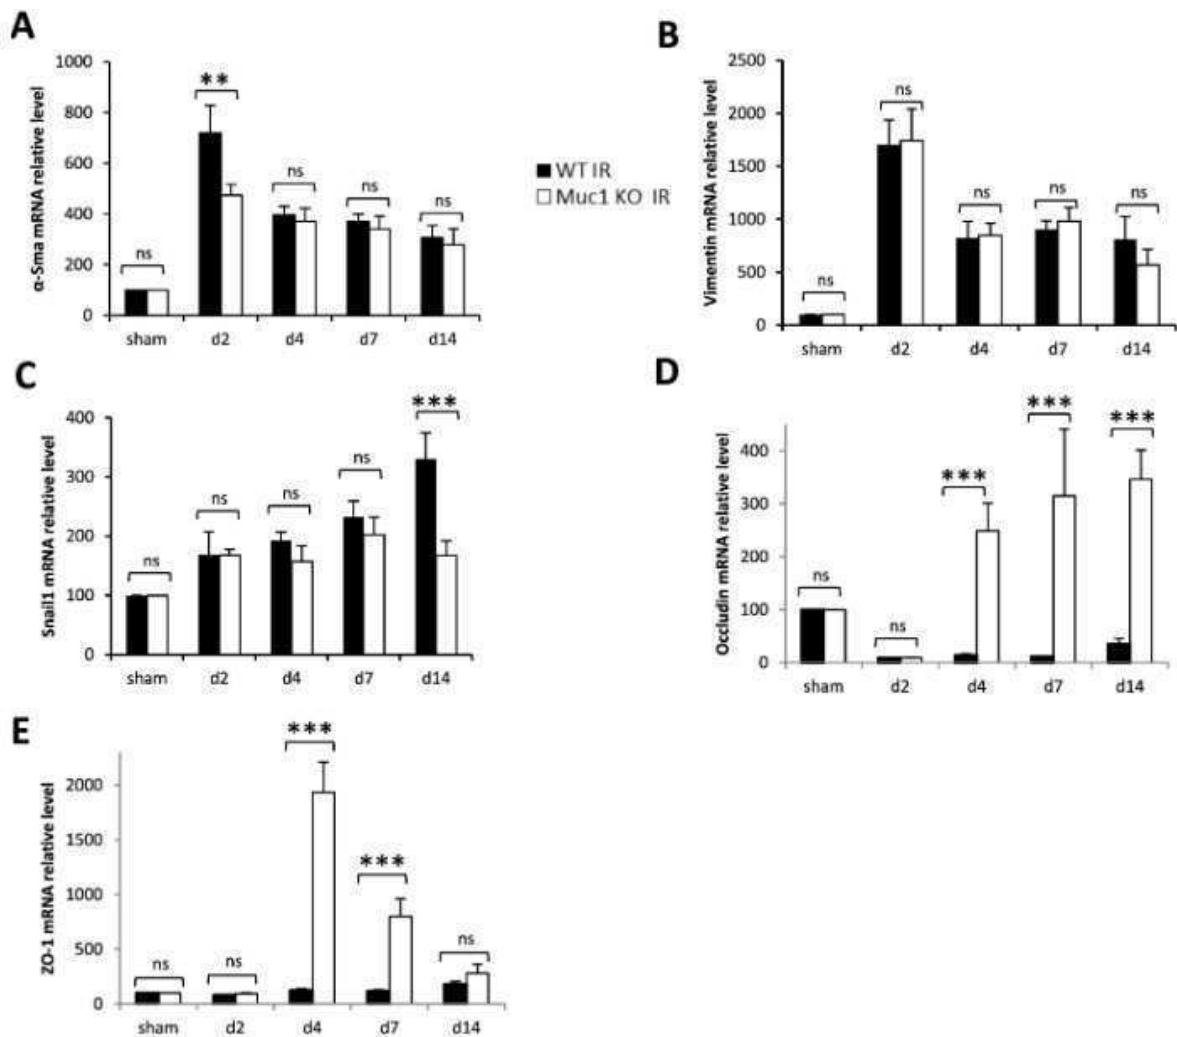 A
α-Sma mRNA relative level
1000
800
600
400
200
0
ns
**
ns
ns
ns
sham d2 d4 d7 d14
WT IR
Muc1 KO IR
B
Vimentin mRNA relative level
2500
2000
1500
1000
500
0
ns
ns
ns
ns
ns
sham d2 d4 d7 d14
C
Snail1 mRNA relative level
400
300
200
100
0
ns
ns
ns
ns
***
sham d2 d4 d7 d14
D
Occludin mRNA relative level
400
300
200
100
0
ns
ns
***
***
***
sham d2 d4 d7 d14
E
ZO-1 mRNA relative level
2000
1500
1000
500
0
ns
ns
***
***
ns
sham d2 d4 d7 d14